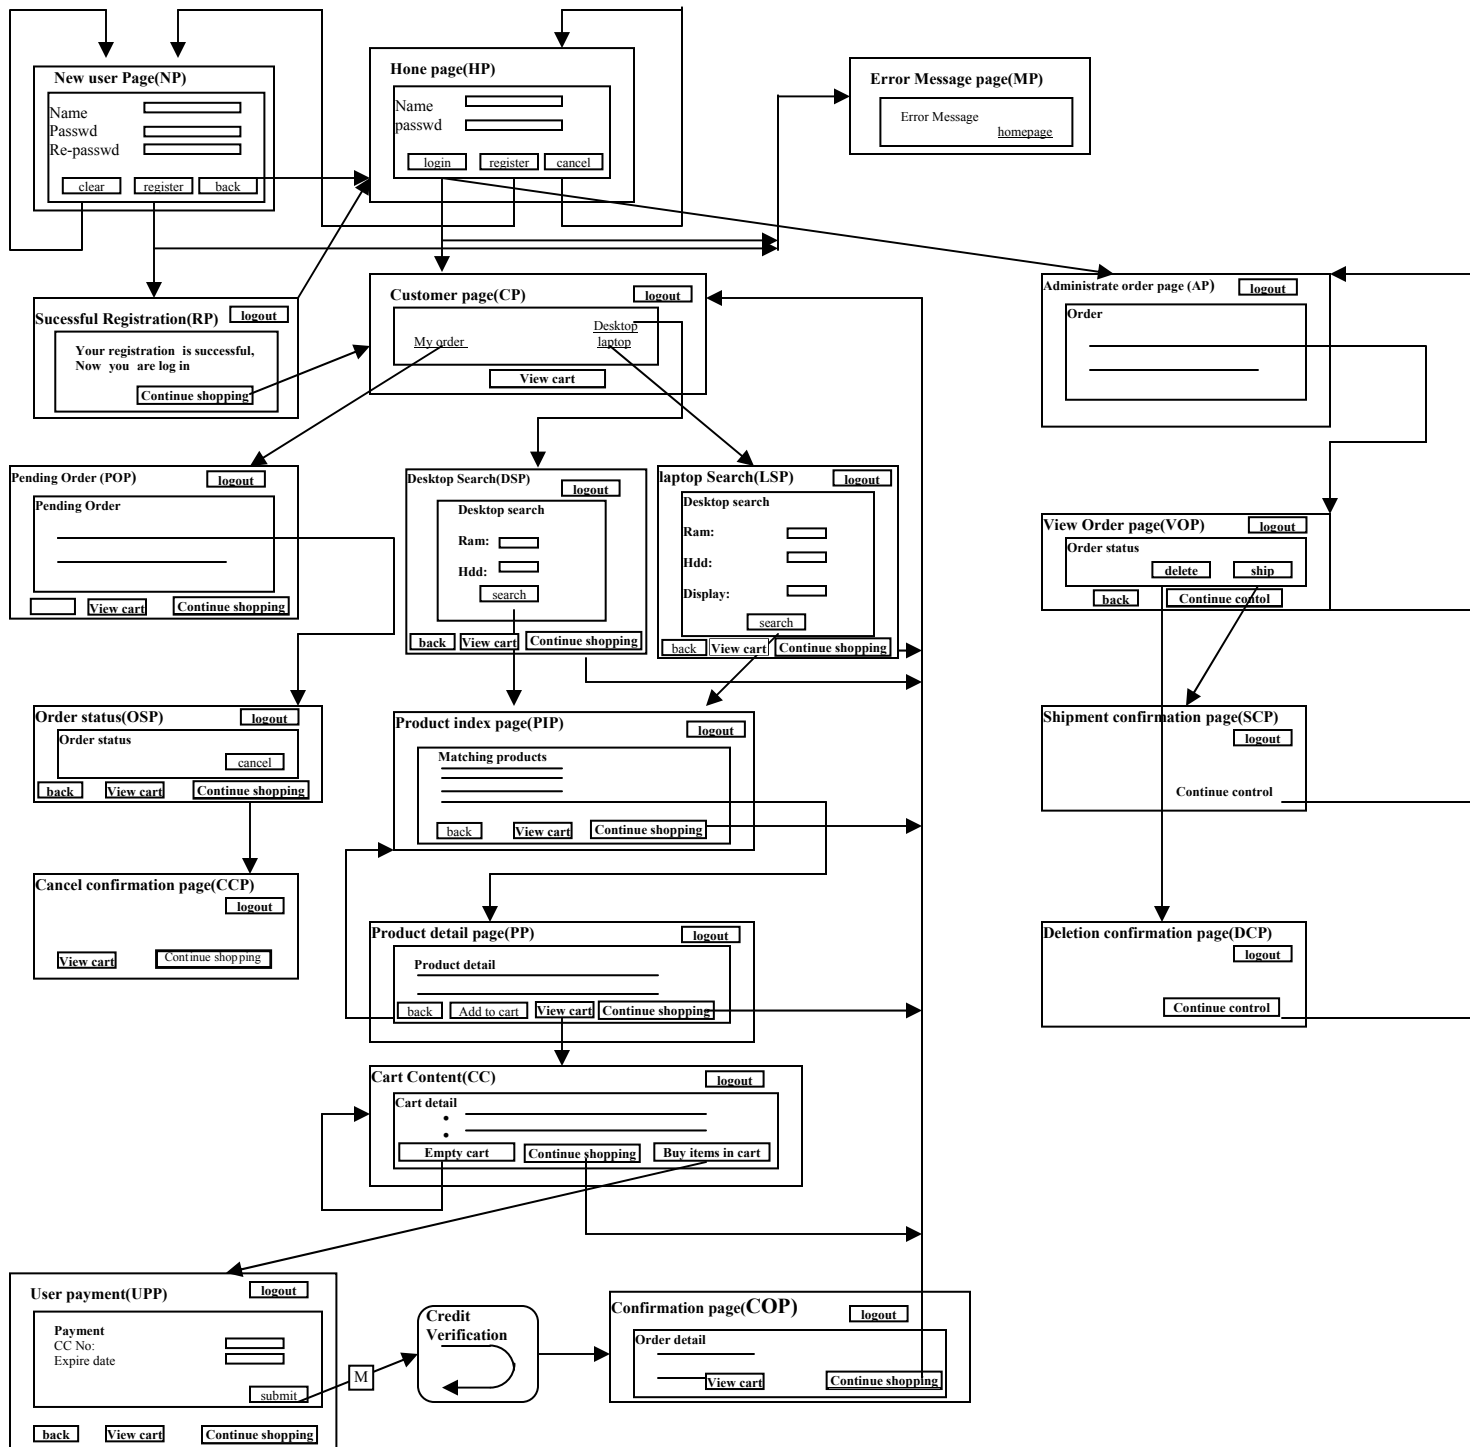 New user Page(NP)
Name
Passwd
Re-passwd
clear register back
Hone page(HP)
Name
passwd
login register cancel
Error Message page(MP)
Error Message
homepage
Sucessful Registration(RP) logout
Your registration is successful,
Now you are log in
Continue shopping
Customer page(CP) logout
Desktop
My order laptop
View cart
Administrate order page (AP) logout
Order
Pending Order (POP) logout
Pending Order
View cart Continue shopping
Desktop Search(DSP) logout
Desktop search
Ram:
Hdd:
search
back View cart Continue shopping
laptop Search(LSP) logout
Desktop search
Ram:
Hdd:
Display:
search
back View cart Continue shopping
View Order page(VOP) logout
Order status
delete ship
back Continue contol
Order status(OSP) logout
Order status
cancel
back View cart Continue shopping
Product index page(PIP) logout
Matching products
back View cart Continue shopping
Shipment confirmation page(SCP)
logout
Continue control
Cancel confirmation page(CCP)
logout
View cart Continue shopping
Product detail page(PP) logout
Product detail
back Add to cart View cart Continue shopping
Deletion confirmation page(DCP)
logout
Continue control
Cart Content(CC) logout
Cart detail
Empty cart Continue shopping Buy items in cart
User payment(UPP) logout
Payment
CC No:
Expire date
submit
back View cart Continue shopping
M
Credit
Verification
Confirmation page(COP) logout
Order detail
View cart Continue shopping